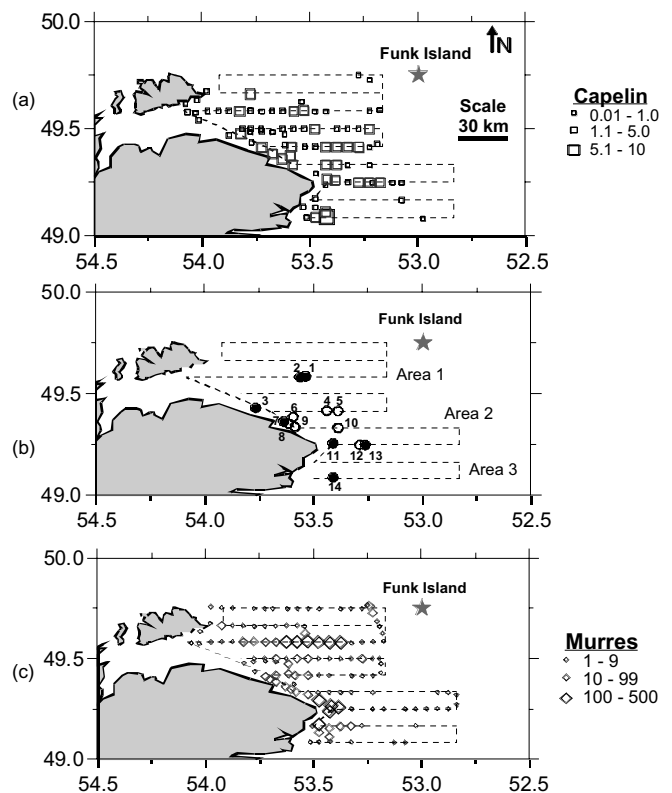 (a)
50.0
49.5
49.0
54.5
54.0
53.5
53.0
52.5
Funk Island
N
Scale
30 km
Capelin
0.01 - 1.0
1.1 - 5.0
5.1 - 10
(b)
50.0
49.5
49.0
54.5
54.0
53.5
53.0
52.5
Funk Island
2 1
Area 1
3
6
4 5
Area 2
7
9
10
8
11
12 13
Area 3
14
(c)
50.0
49.5
49.0
54.5
54.0
53.5
53.0
52.5
Funk Island
Murres
1 - 9
10 - 99
100 - 500